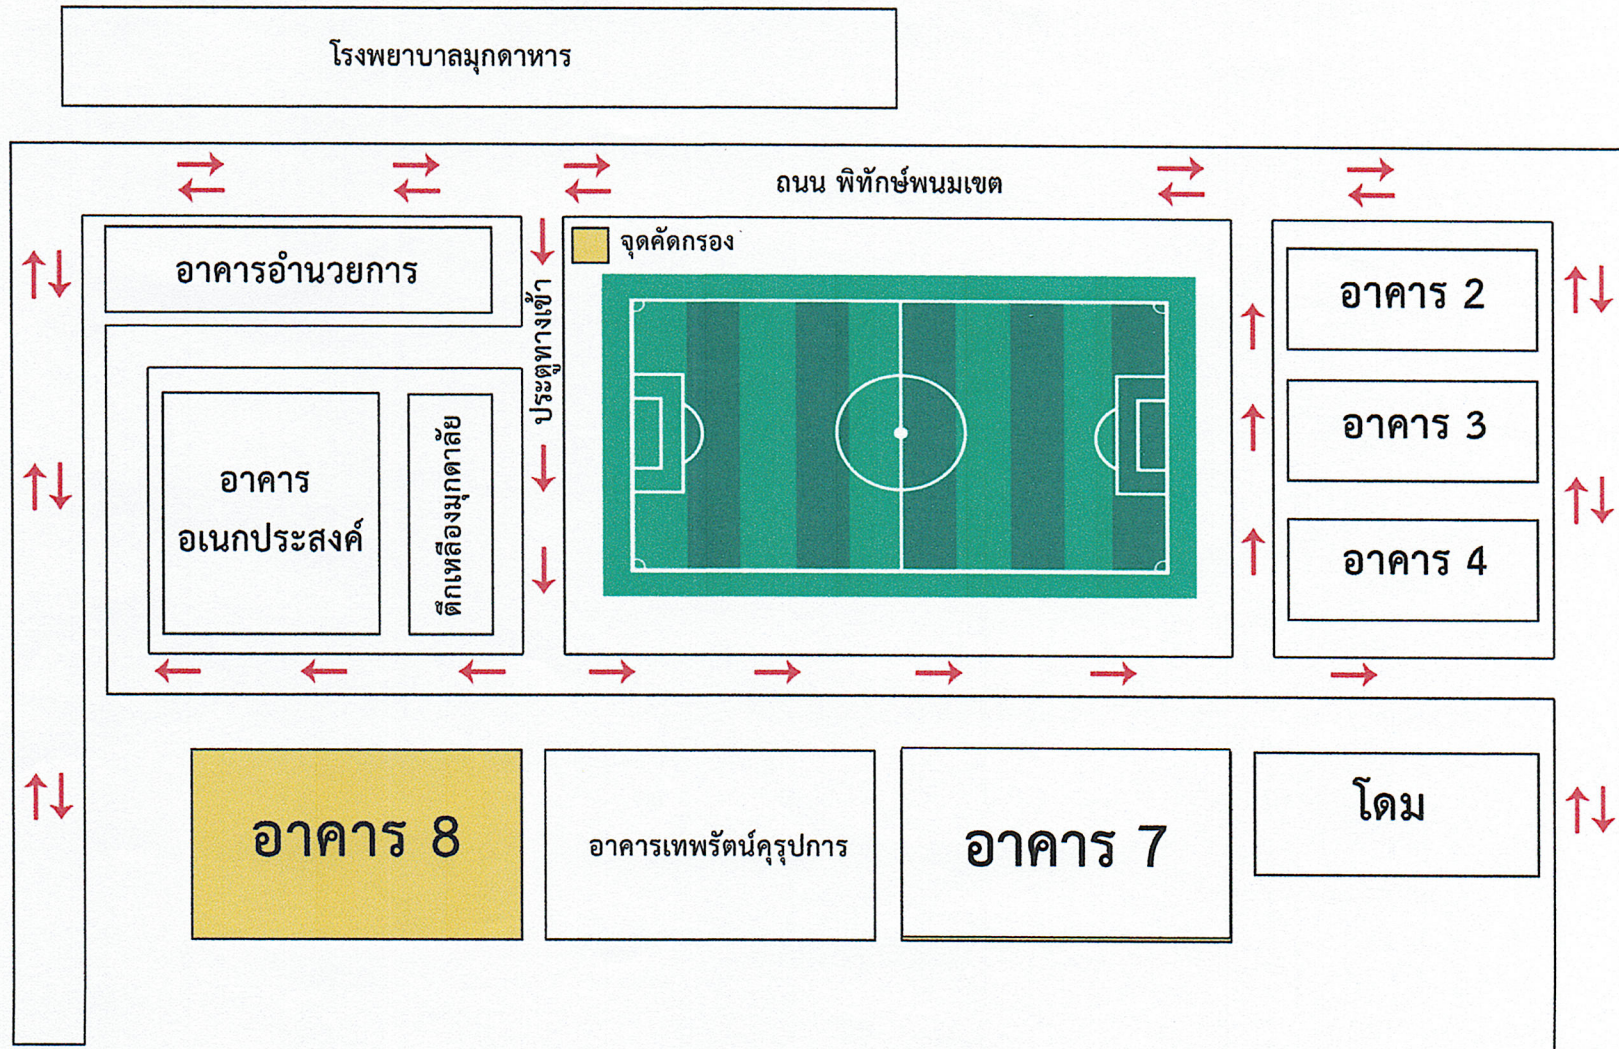 โรงพยาบาลมุกดาหาร
ถนน พิทักษ์พนมเขต
อาคารอำนวยการ
ประตูทางเข้า
จุดคัดกรอง
อาคาร 2
อาคาร
อเนกประสงค์
ตึกเหลืองมุกดาลัย
อาคาร 3
อาคาร 4
อาคาร 8
อาคารเทพรัตน์คุรุปการ
อาคาร 7
โดม